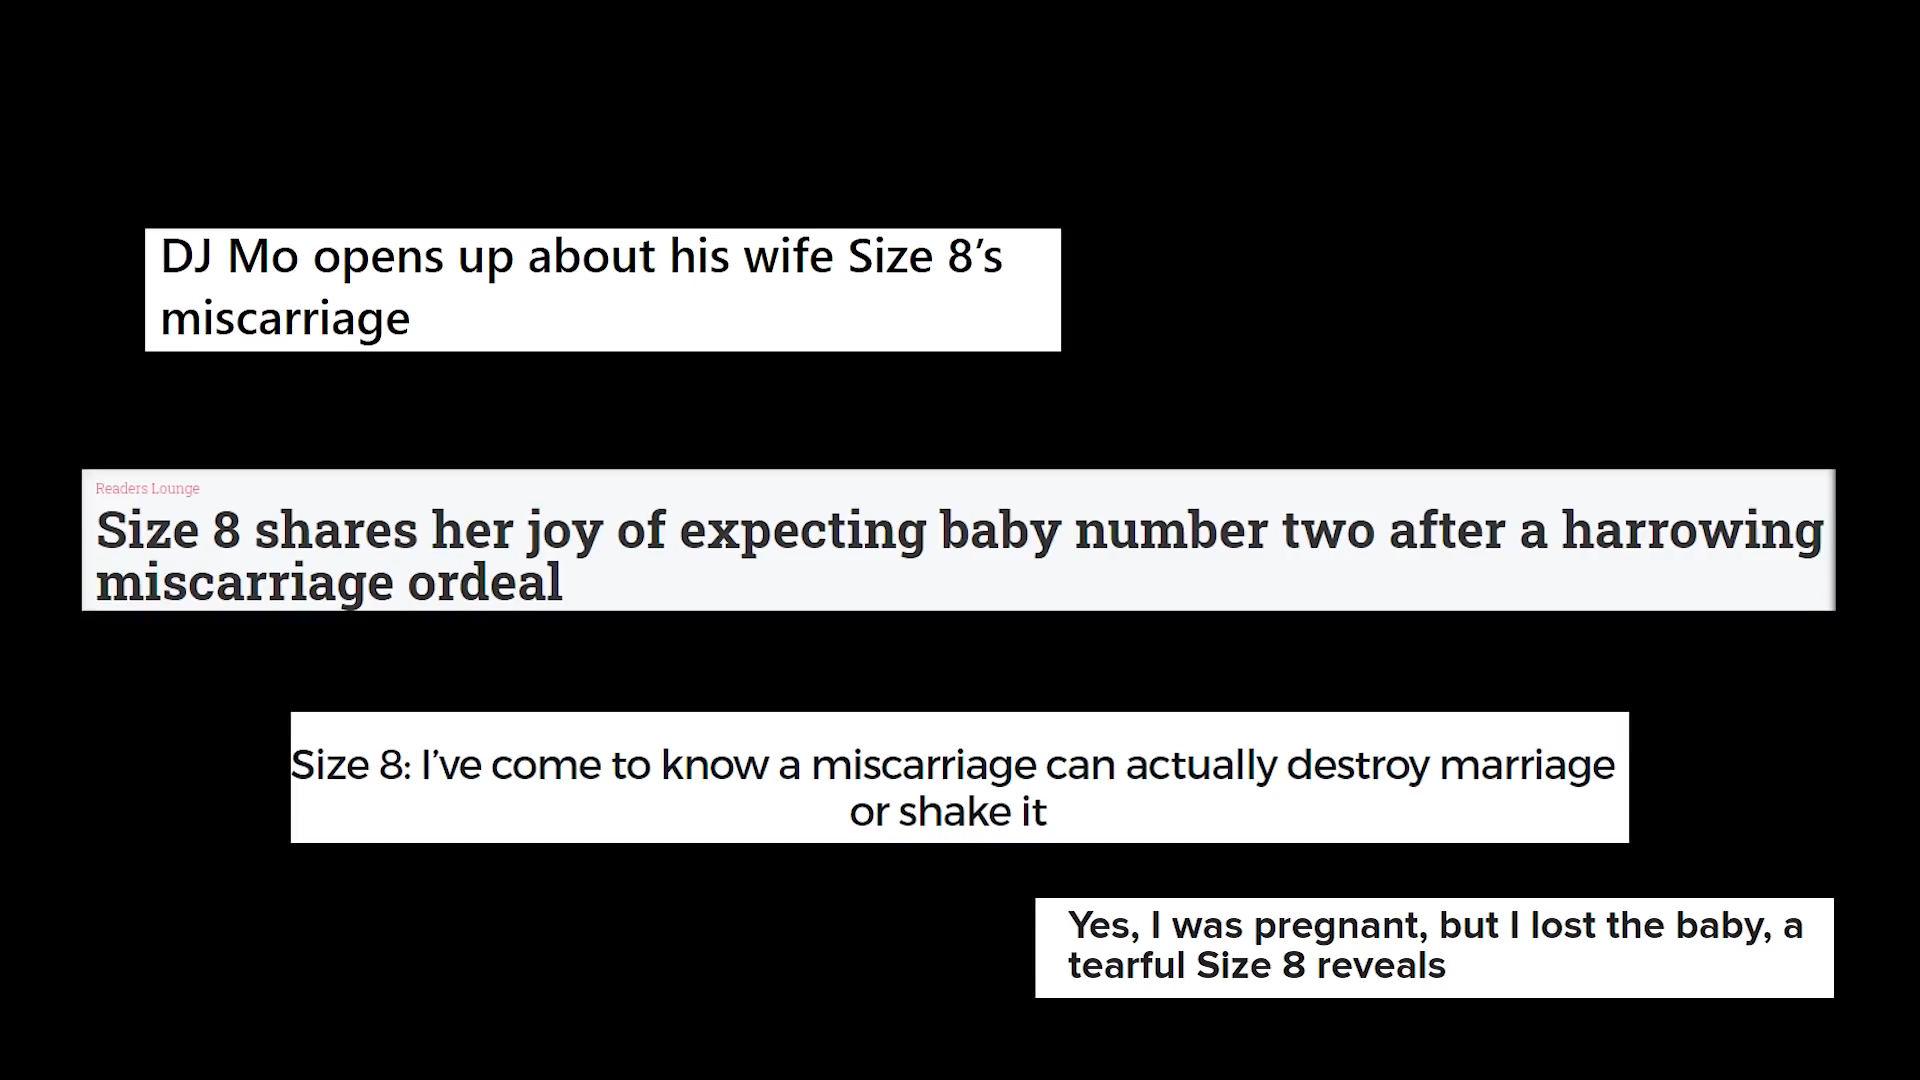 DJ Mo opens up about his wife Size 8’s
miscarriage
Readers Lounge
Size 8 shares her joy of expecting baby number two after a harrowing
miscarriage ordeal
Size 8: I’ve come to know a miscarriage can actually destroy marriage
or shake it
Yes, I was pregnant, but I lost the baby, a
tearful Size 8 reveals